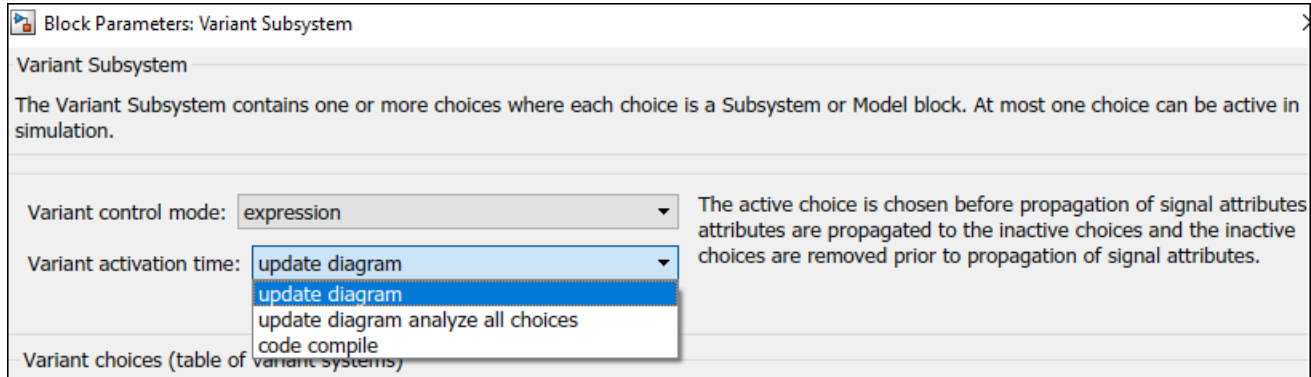 Block Parameters: Variant Subsystem
Variant Subsystem
The Variant Subsystem contains one or more choices where each choice is a Subsystem or Model block. At most one choice can be active in
simulation.
Variant control mode: expression
Variant activation time: update diagram
update diagram
update diagram analyze all choices
code compile
The active choice is chosen before propagation of signal attributes
attributes are propagated to the inactive choices and the inactive
choices are removed prior to propagation of signal attributes.
Variant choices (table of variant systems)